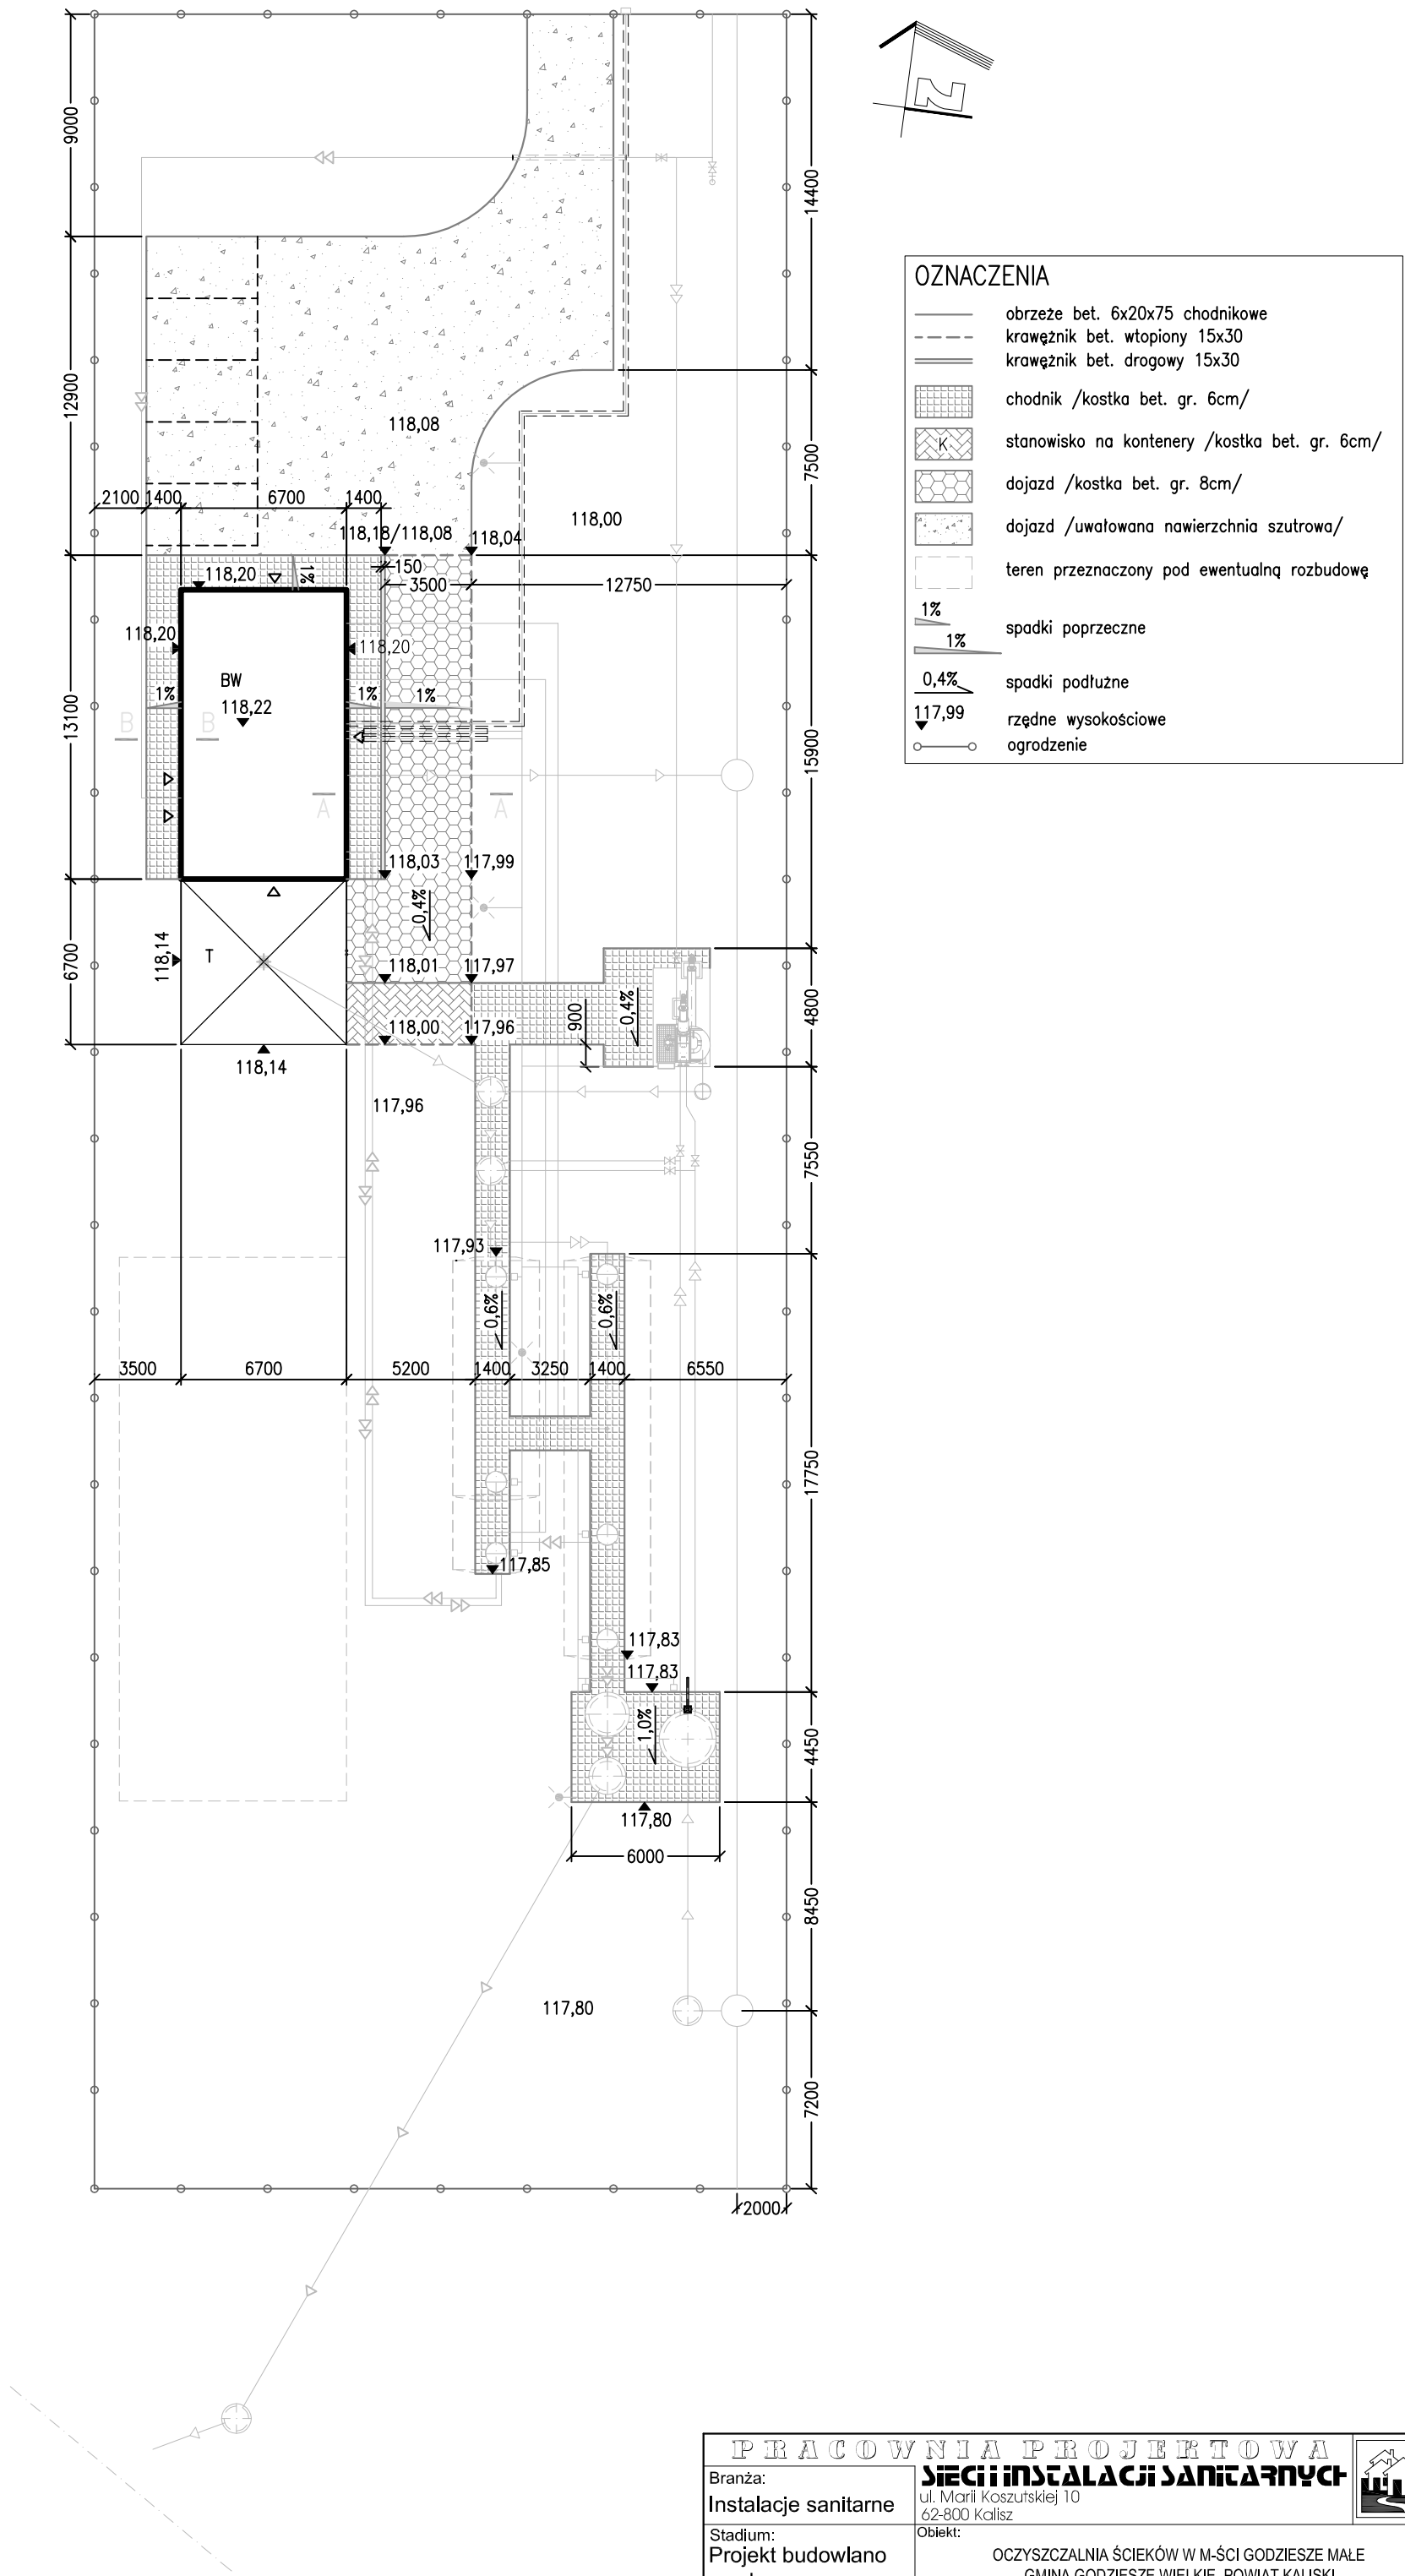 9000
14400
OZNACZENIA
obrzeże bet. 6x20x75 chodnikowe
krawężnik bet. wtopiony 15x30
krawężnik bet. drogowy 15x30
chodnik /kostka bet. gr. 6cm/
K
stanowisko na kontenery /kostka bet. gr. 6cm/
dojazd /kostka bet. gr. 8cm/
dojazd /uwałowana nawierzchnia szutrowa/
teren przeznaczony pod ewentualną rozbudowę
1%
1%
spadki poprzeczne
0,4%
spadki podłużne
117,99
rzędne wysokościowe
ogrodzenie
12900
118,08
7500
2100 1400 6700 1400
118,18/118,08 118,04
118,00
150
3500 12750
118,20
1%
118,20
118,20
BW
118,22
1% 1% 1%
B B
13100
15900
A A
118,03 117,99
0,4%
6700
118,14
T
118,01 117,97
118,00 117,96
900
0,4%
4800
118,14
117,96
7550
117,93
0,6%
0,6%
3500 6700 5200 1400 3250 1400 6550
17750
117,85
117,83
117,83
1,0%
4450
117,80
6000
8450
117,80
7200
2000
PRACOWNIA PROJEKTOWA
SIECI I INSTALACJI SANITARNYCH
Branża:
Instalacje sanitarne
ul. Marii Koszutskiej 10
62-800 Kalisz
Stadium:
Projekt budowlano
Obiekt:
OCZYSZCZALNIA ŚCIEKÓW W M-ŚCI GODZIESZE MAŁE
GMINA GODZIESZE WIELKIE, POWIAT KALISKI